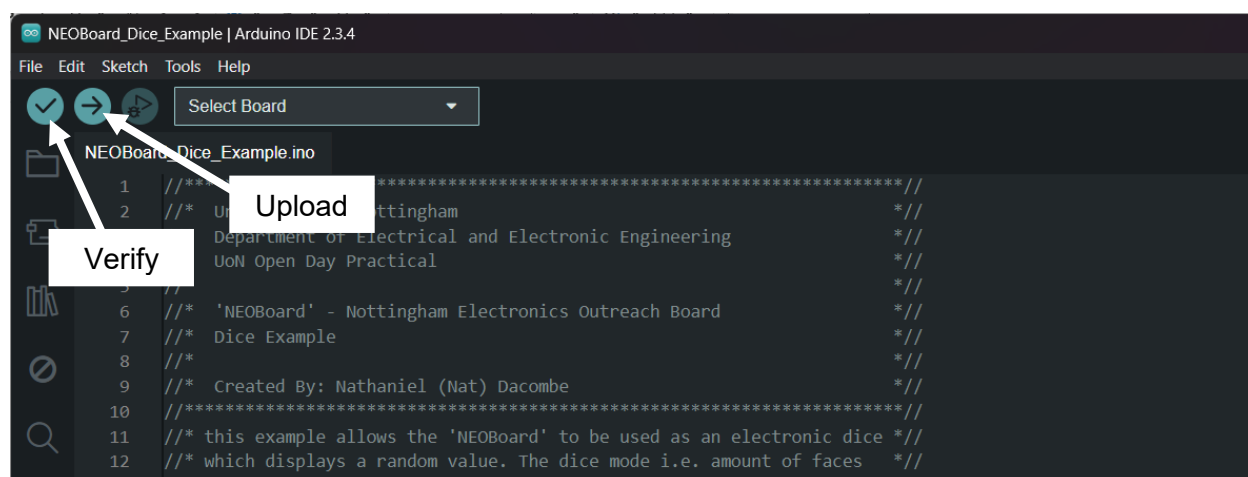 NEOBoard_Dice_Example | Arduino IDE 2.3.4
File Edit Sketch Tools Help
Select Board
NEOBoard_Dice_Example.ino
1 //*************************************************************************//
2 //* Un ttingham *//
Upload
Department of Electrical and Electronic Engineering *//
Verify
UoN Open Day Practical *//
5 //* *//
6 //* 'NEOBoard' - Nottingham Electronics Outreach Board *//
7 //* Dice Example *//
8 //* *//
9 //* Created By: Nathaniel (Nat) Dacombe *//
10 //*************************************************************************//
11 //* this example allows the 'NEOBoard' to be used as an electronic dice *//
12 //* which displays a random value. The dice mode i.e. amount of faces *//